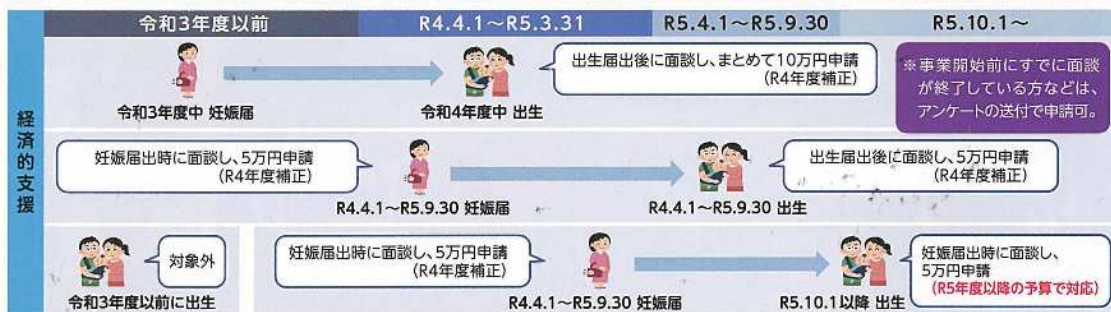 令和3年度以前
R4.4.1～R5.3.31
R5.4.1～R5.9.30
R5.10.1～
経済的支援
出生届出後に面談し、まとめて10万円申請
(R4年度補正)
※事業開始前にすでに面談
が終了している方などは、
アンケートの送付で申請可。
令和3年度中 妊娠届
令和4年度中 出生
妊娠届出時に面談し、5万円申請
(R4年度補正)
出生届出後に面談し、5万円申請
(R4年度補正)
R4.4.1～R5.9.30 妊娠届
R4.4.1～R5.9.30 出生
対象外
令和3年度以前に出生
妊娠届出時に面談し、5万円申請
(R4年度補正)
妊娠届出時に面談し、
5万円申請
(R5年度以降の予算で対応)
R4.4.1～R5.9.30 妊娠届
R5.10.1以降 出生